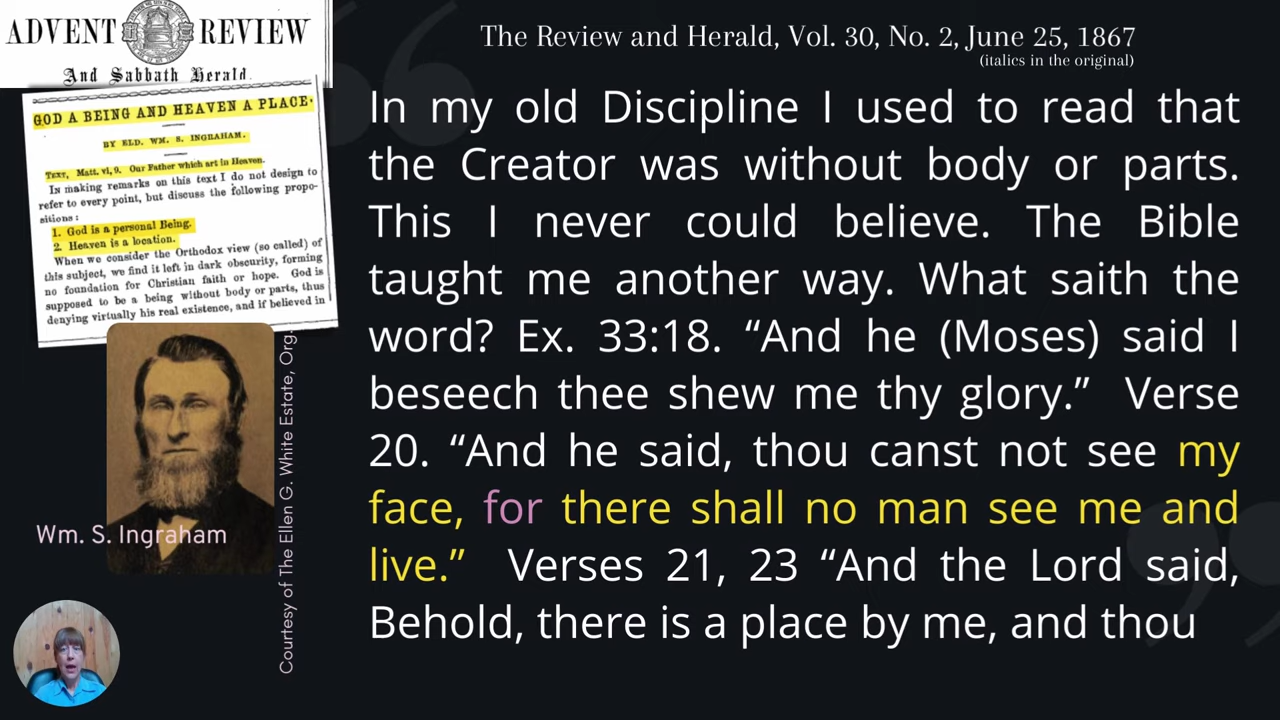 ADVENT REVIEW
And Sabbath Herald.
GOD A BEING AND HEAVEN A PLACE.
BY ELD. WM. S. INGRAHAM.
TEXT, Matt. vi, 9. Our Father which art in Heaven.
IN making remarks on this text I do not design to
refer to every point, but discuss the following propo-
sitions :
1. God is a personal Being.
2. Heaven is a location.
When we consider the Orthodox view (so called) of
this subject, we find it left in dark obscurity, forming
no foundation for Christian faith or hope. God is
supposed to be a being without body or parts, thus
denying virtually his real existence, and if believed in
Wm. S. Ingraham
Courtesy of The Ellen G. White Estate, Org.
The Review and Herald, Vol. 30, No. 2, June 25, 1867
(italics in the original)
In my old Discipline I used to read that
the Creator was without body or parts.
This I never could believe. The Bible
taught me another way. What saith the
word? Ex. 33:18. “And he (Moses) said I
beseech thee shew me thy glory.” Verse
20. “And he said, thou canst not see my
face, for there shall no man see me and
live.” Verses 21, 23 “And the Lord said,
Behold, there is a place by me, and thou